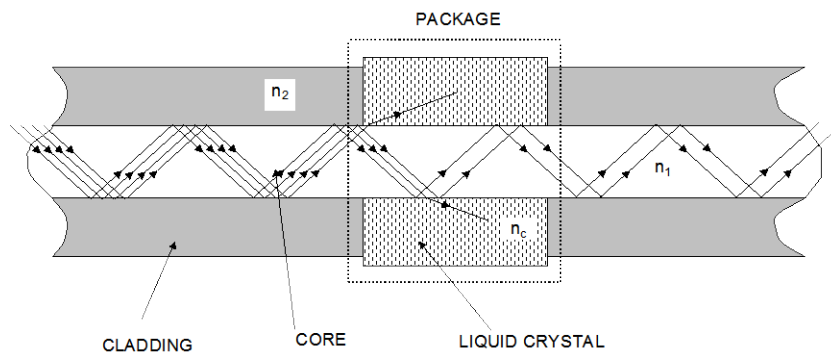 PACKAGE
n2
n1
nc
CLADDING
CORE
LIQUID CRYSTAL